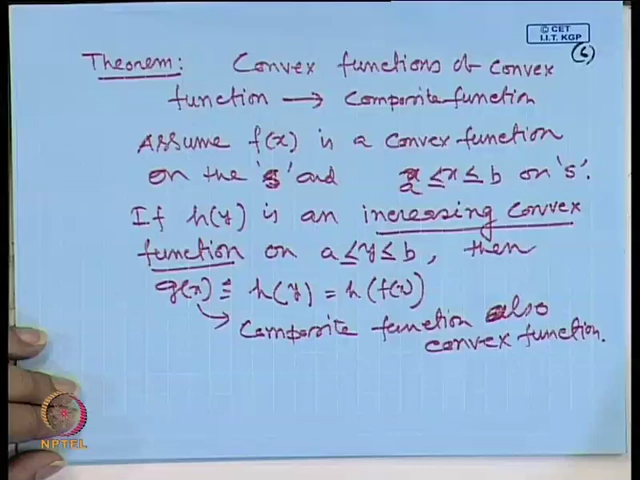 © CET
I.I.T. KGP
6
Theorem: Convex functions of convex
function → Composite function
Assume f(x) is a convex function
on the 's' and a ≤ x ≤ b on 's'.
If h(y) is an increasing convex
function on a ≤ y ≤ b, then
g(x) ≡ h(y) = h(f(x))
Composite function also
convex function.
NPTEL